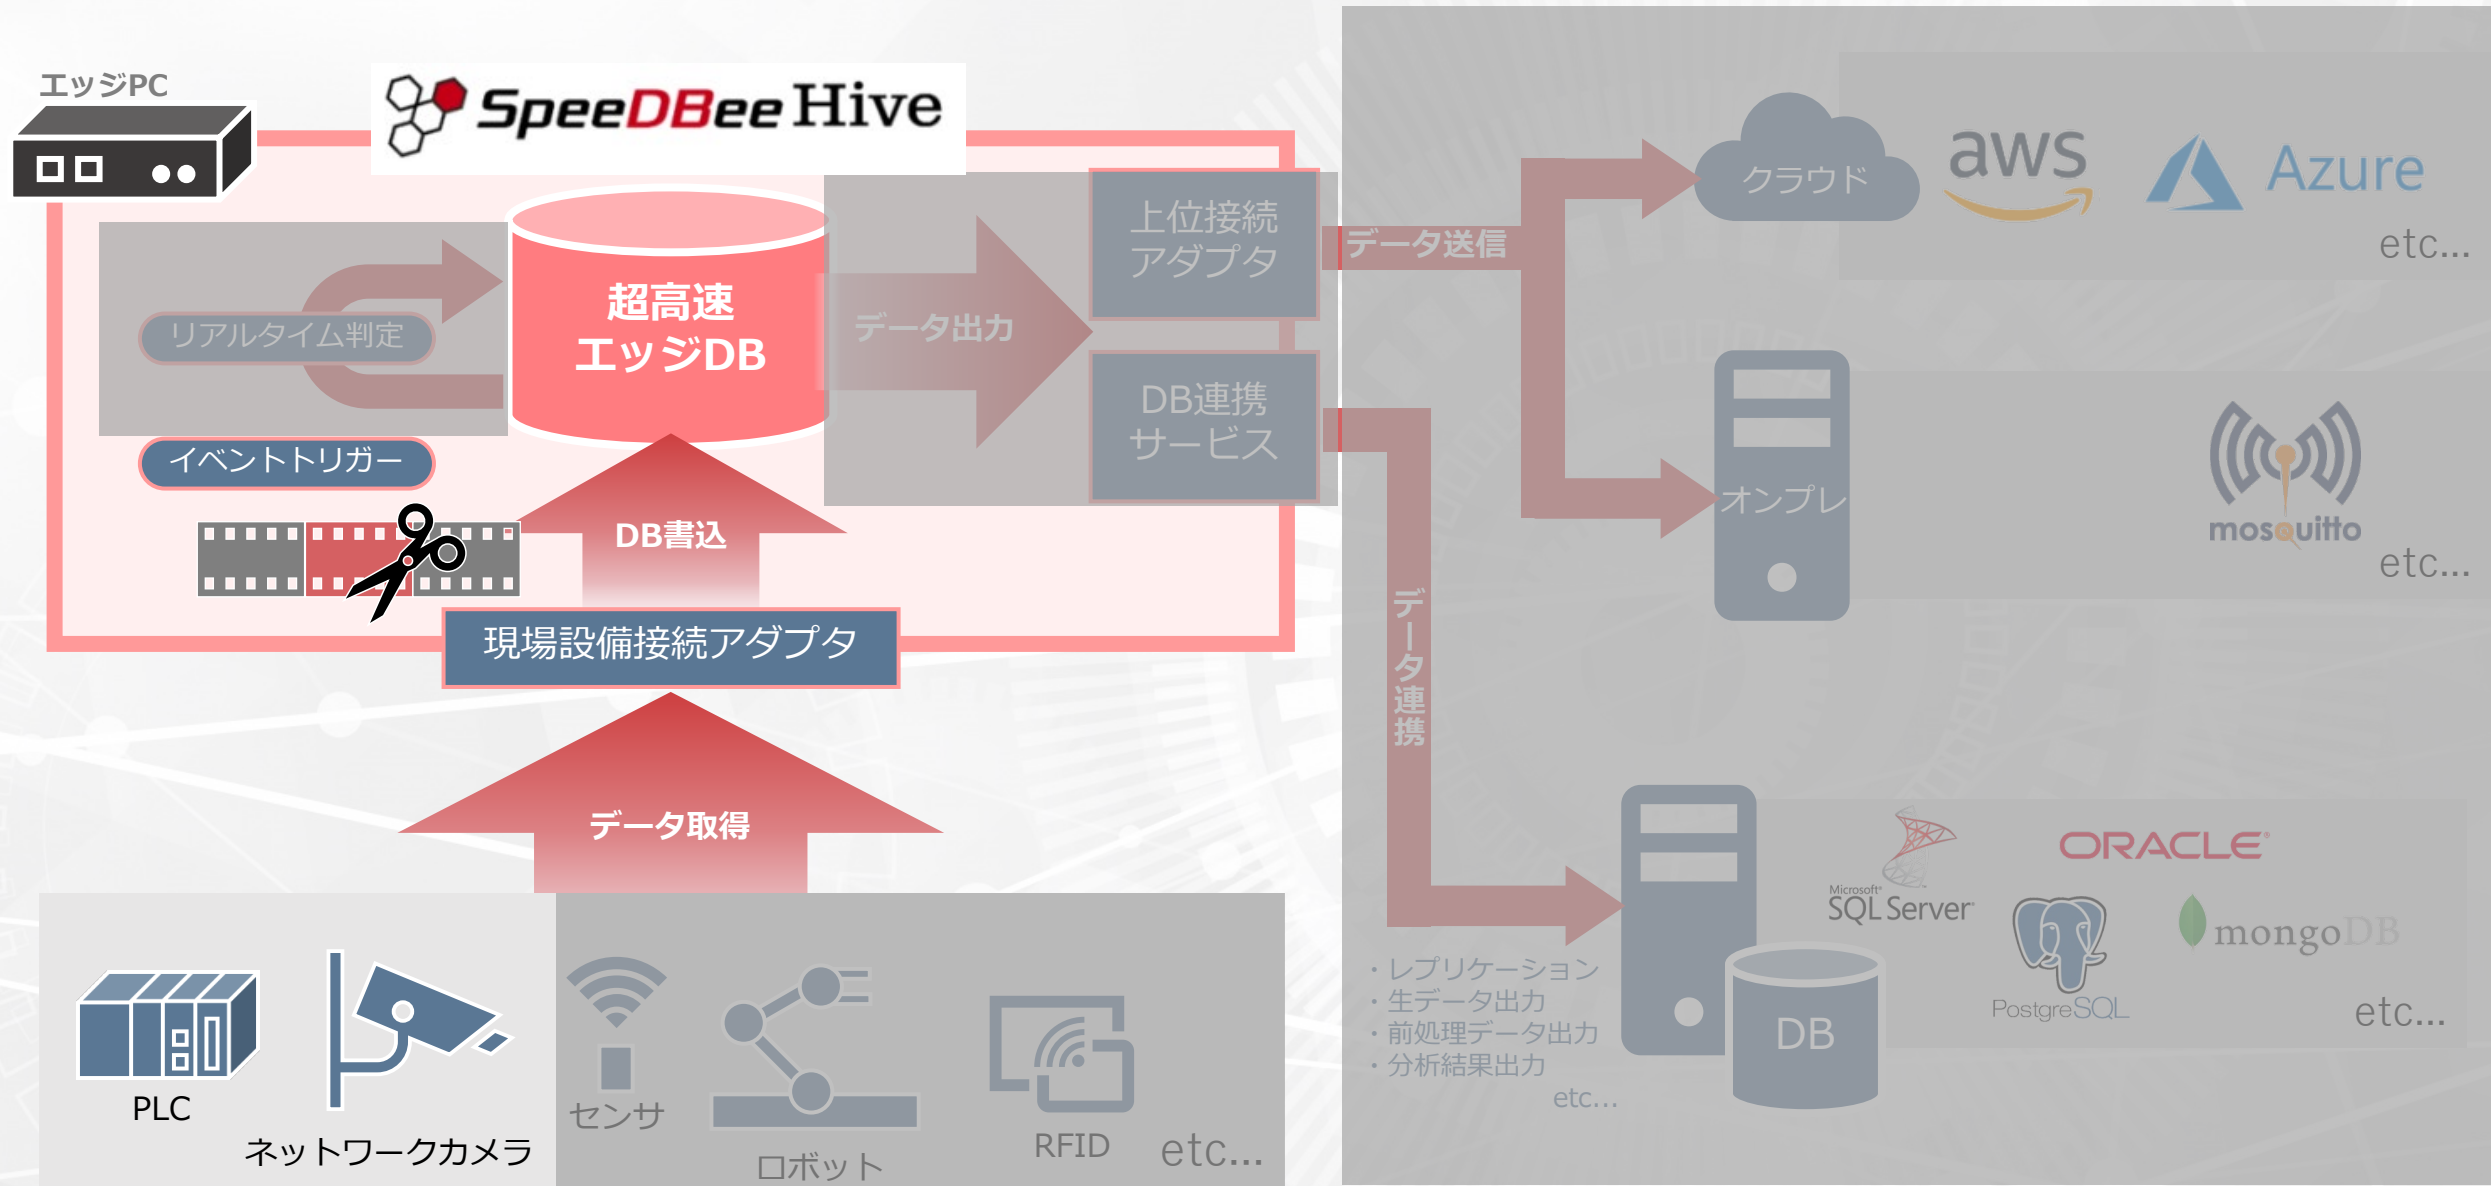 エッジPC
SpeeDBee Hive
超高速
エッジDB
リアルタイム判定
イベントトリガー
データ出力
上位接続
アダプタ
DB連携
サービス
DB書込
現場設備接続アダプタ
データ取得
PLC
ネットワークカメラ
センサ
ロボット
RFID
etc...
データ送信
クラウド
aws
Azure
etc...
オンプレ
mosquitto
etc...
データ連携
・レプリケーション
・生データ出力
・前処理データ出力
・分析結果出力
etc...
DB
Microsoft
SQL Server
ORACLE
PostgreSQL
mongoDB
etc...